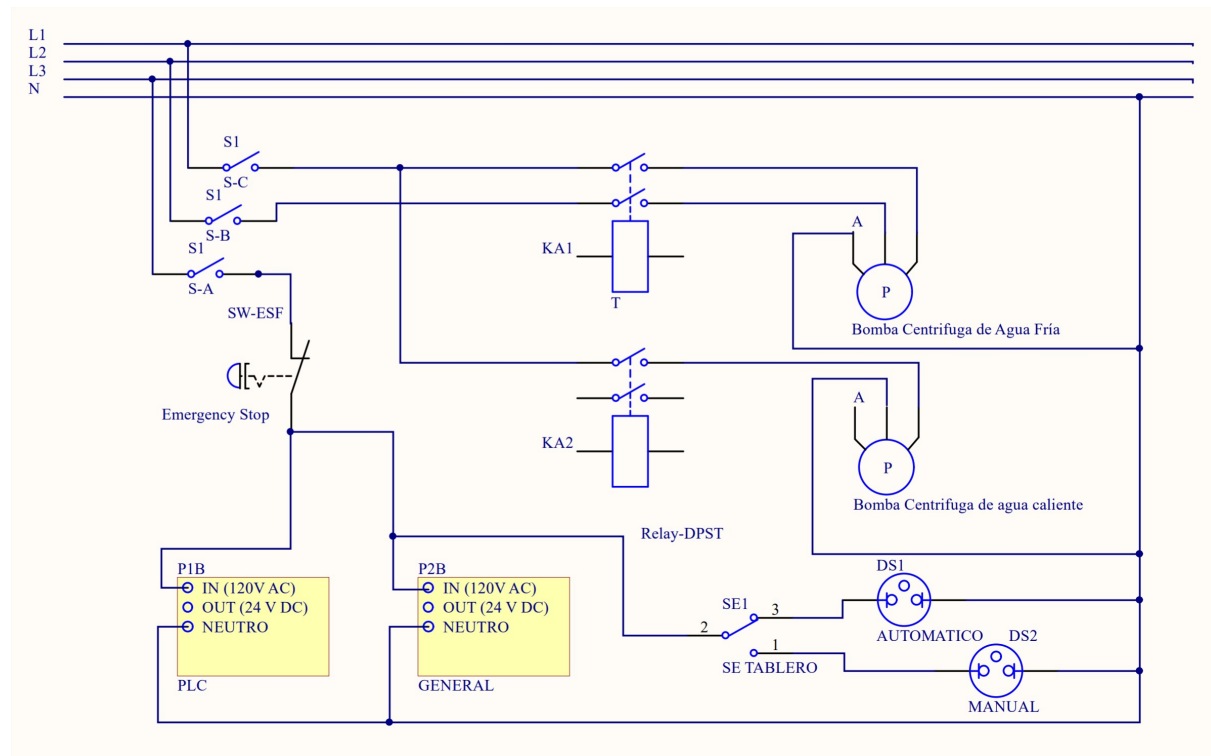 L1
L2
L3
N
S1
S-C
S1
S-B
S1
S-A
SW-ESF
Emergency Stop
KA1
T
A
P
Bomba Centrifuga de Agua Fría
KA2
A
P
Bomba Centrifuga de agua caliente
Relay-DPST
P1B
IN (120V AC)
OUT (24 V DC)
NEUTRO
PLC
P2B
IN (120V AC)
OUT (24 V DC)
NEUTRO
GENERAL
SE1
2
3
1
SE TABLERO
DS1
AUTOMATICO
DS2
MANUAL